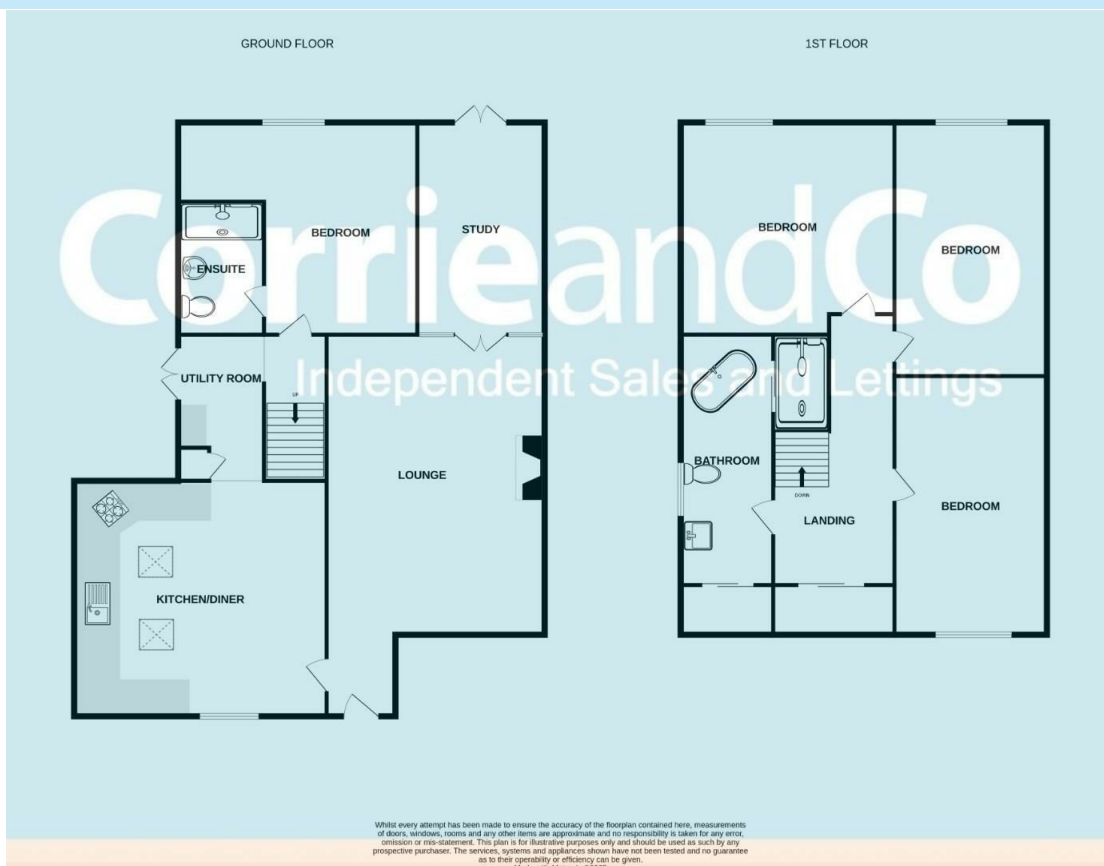 GROUND FLOOR
1ST FLOOR
BEDROOM
STUDY
ENSUITE
UTILITY ROOM
UP
LOUNGE
KITCHEN/DINER
BEDROOM
BEDROOM
BATHROOM
DOWN
LANDING
BEDROOM
CorrieandCo
Independent Sales and Lettings
Whilst every attempt has been made to ensure the accuracy of the floorplan contained here, measurements
of doors, windows, rooms and any other items are approximate and no responsibility is taken for any error,
omission or mis-statement. This plan is for illustrative purposes only and should be used as such by any
prospective purchaser. The services, systems and appliances shown have not been tested and no guarantee
as to their operability or efficiency can be given.